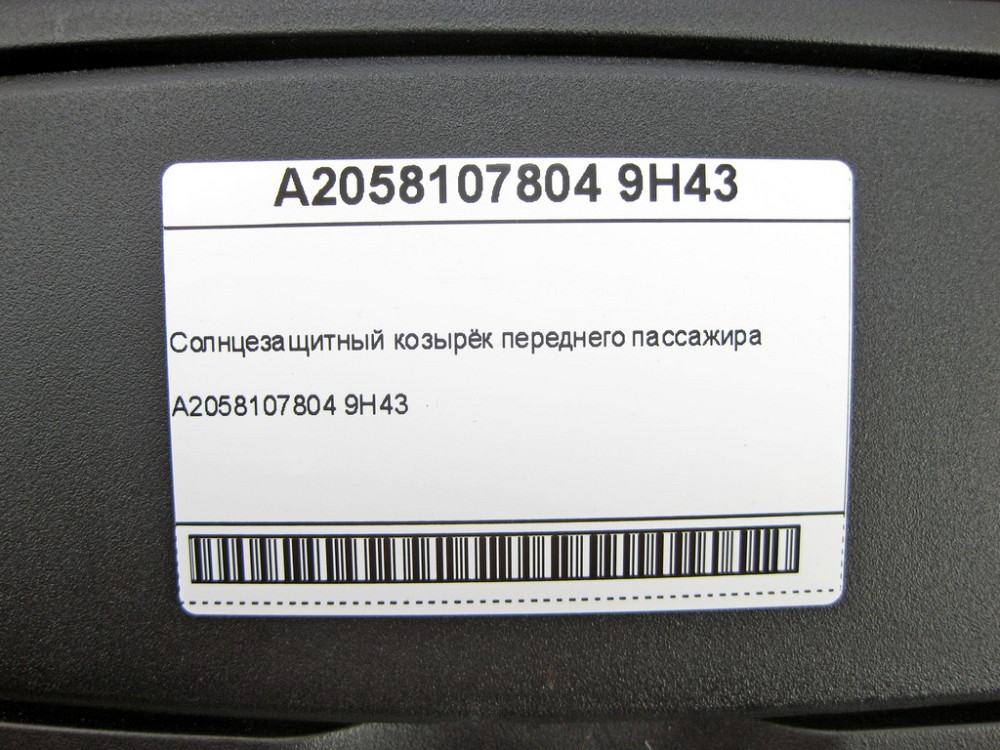 A2058107804 9H43
Солнцезащитный козырёк переднего пассажира
A2058107804 9H43